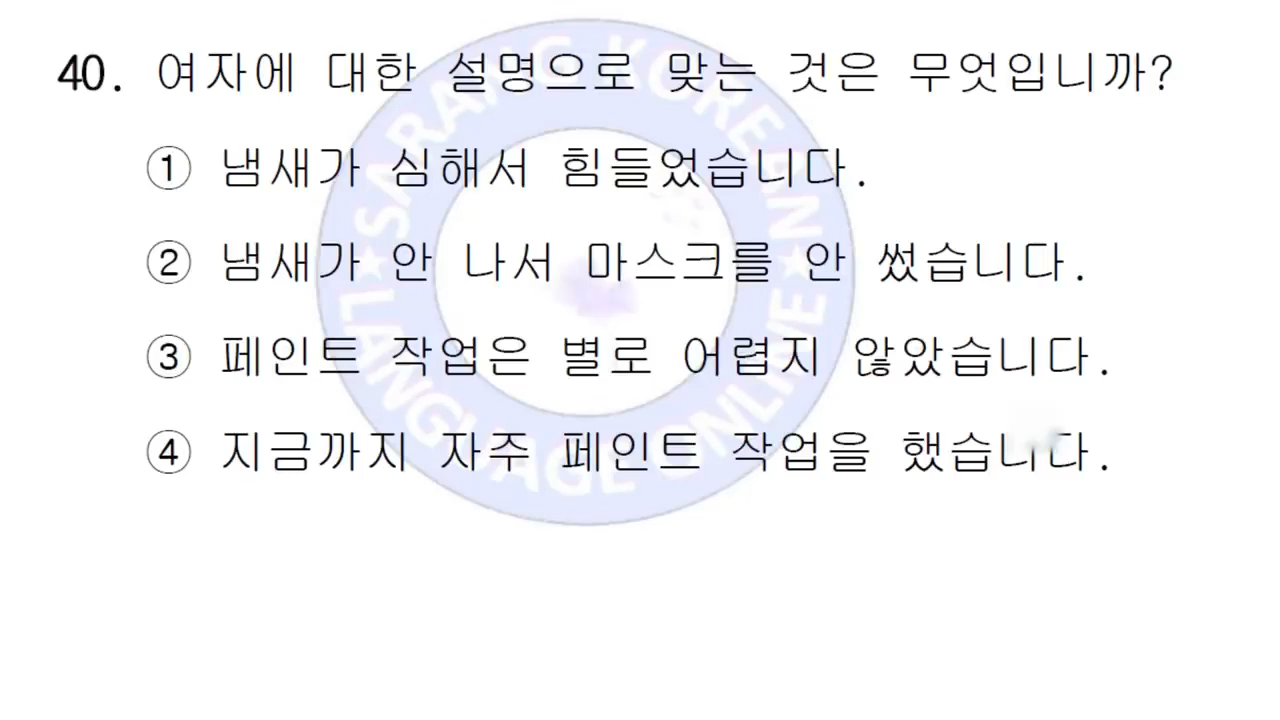 40. 여자에 대한 설명으로 맞는 것은 무엇입니까?
① 냄새가 심해서 힘들었습니다.
② 냄새가 안 나서 마스크를 안 썼습니다.
③ 페인트 작업은 별로 어렵지 않았습니다.
④ 지금까지 자주 페인트 작업을 했습니다.
SARANG KOREAN
LANGUAGE ONLINE